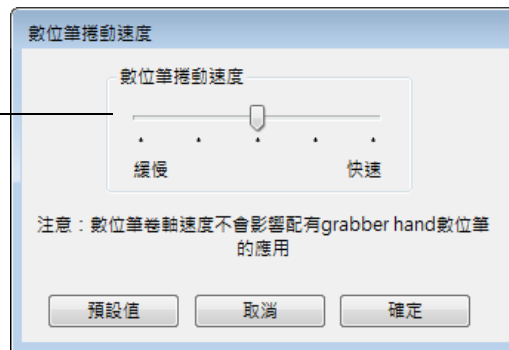 數位筆捲動速度
數位筆捲動速度
緩慢 快速
注意：數位筆卷軸速度不會影響配有grabber hand數位筆
的應用
預設值 取消 確定